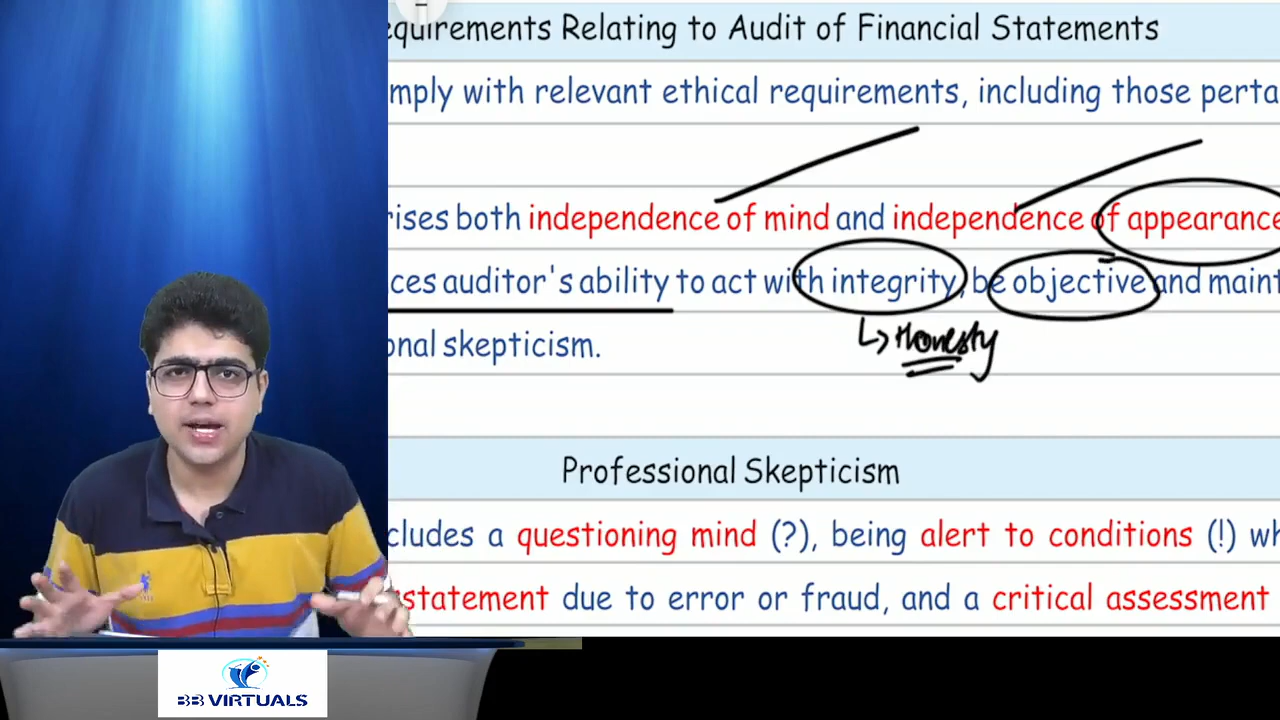 equirements Relating to Audit of Financial Statements
mply with relevant ethical requirements, including those perta
rises both independence of mind and independence of appearance
ces auditor's ability to act with integrity, be objective and maint
↳ Honesty
onal skepticism.
Professional Skepticism
cludes a questioning mind (?), being alert to conditions (!) wh
statement due to error or fraud, and a critical assessment
BB VIRTUALS